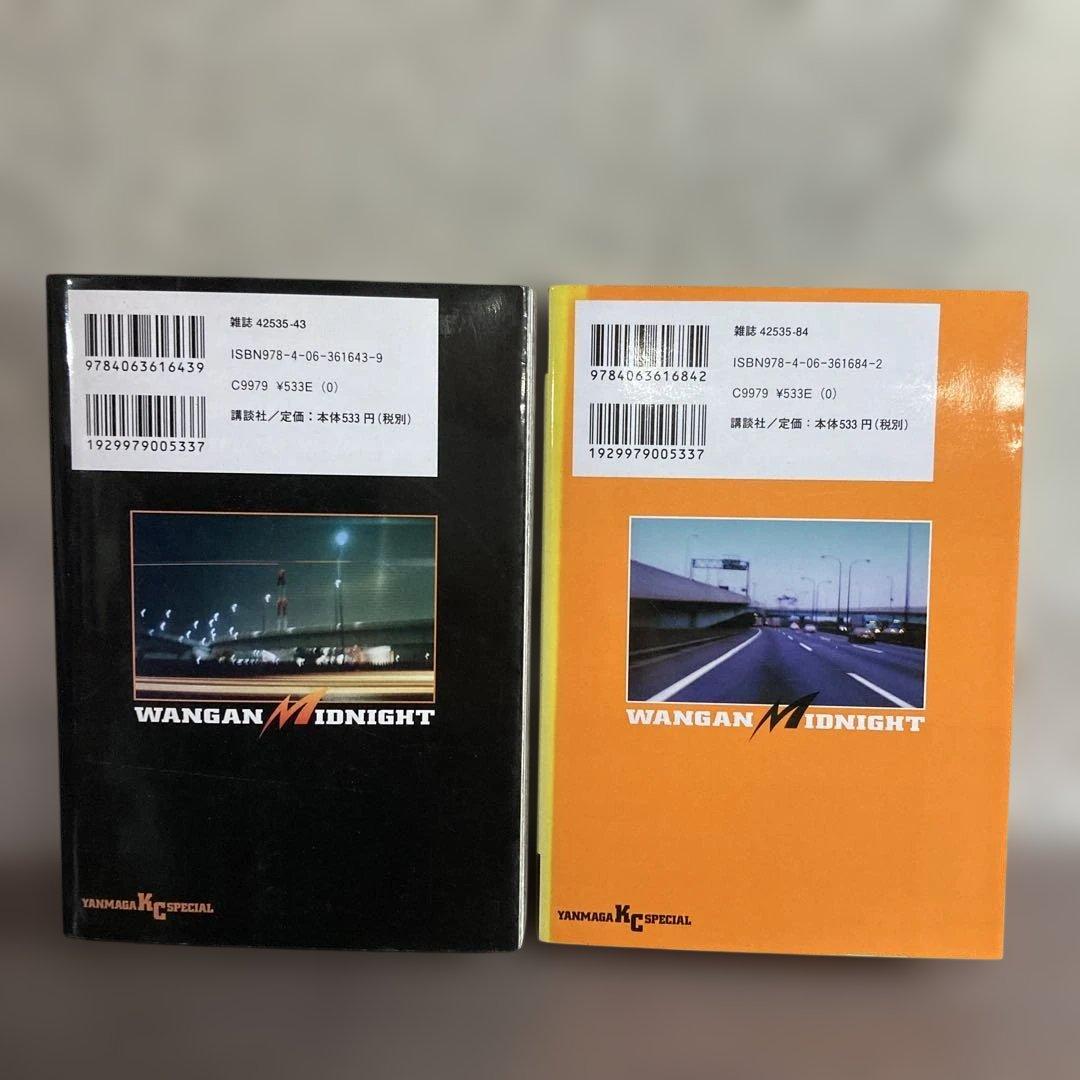 雑誌 42535-43
ISBN978-4-06-361643-9
9784063616439
C9979 ¥533E (0)
講談社／定価：本体533円（税別）
1929979005337
WANGAN MIDNIGHT
YANMAGA KC SPECIAL
雑誌 42535-84
ISBN978-4-06-361684-2
9784063616842
C9979 ¥533E (0)
講談社／定価：本体533円（税別）
1929979005337
WANGAN MIDNIGHT
YANMAGA KC SPECIAL